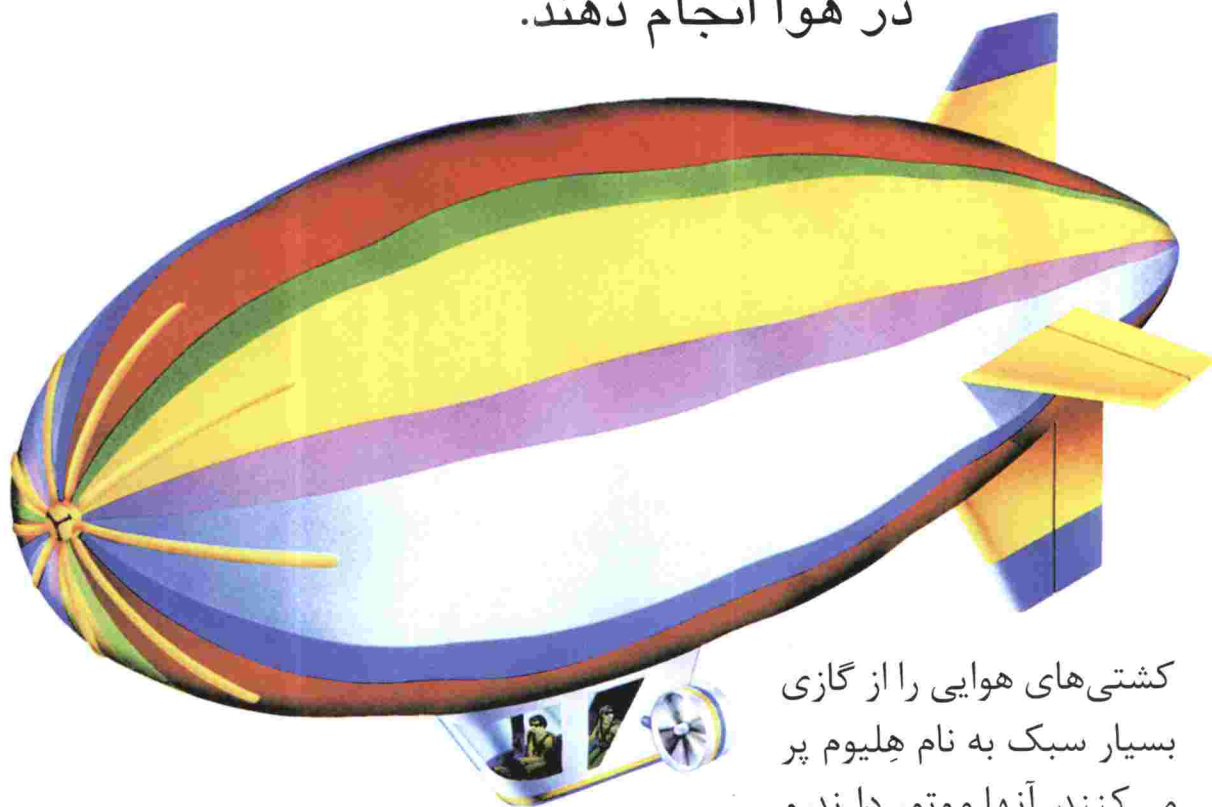 در هوا انجام دهند.
کشتی‌های هوایی را از گازی
بسیار سبک به نام هِلیوم پر
می‌کنند. آنها موتور دارند و